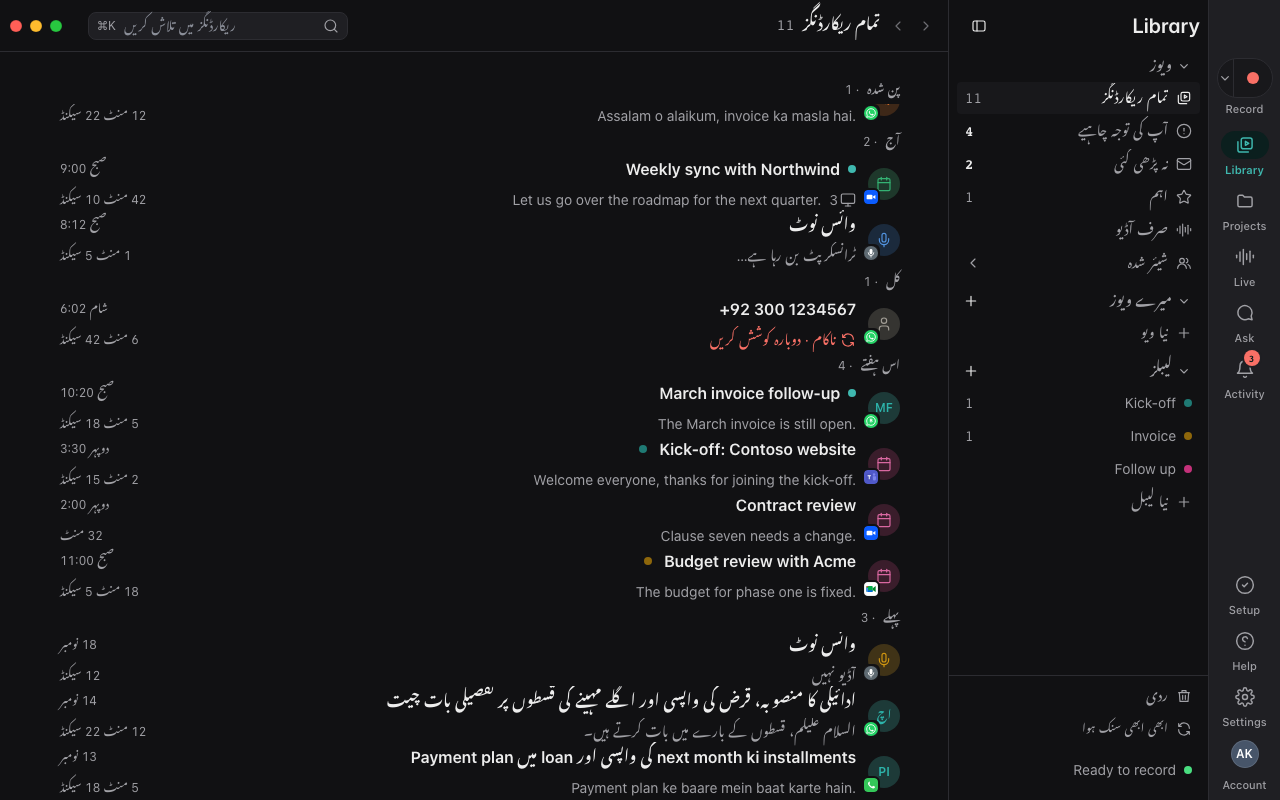 Record
Library
Projects
Live
Ask
3
Activity
Setup
Help
Settings
AK
Account
Library
ویوز
تمام ریکارڈنگز 11
آپ کی توجہ چاہیے 4
نہ پڑھی گئی 2
اہم 1
صرف آڈیو
شیئر شدہ
میرے ویوز
نیا ویو
لیبلز
Kick-off 1
Invoice 1
Follow up
نیا لیبل
ردی
ابھی ابھی سنک ہوا
Ready to record
تمام ریکارڈنگز 11
ریکارڈنگز میں تلاش کریں ⌘K
پن شدہ · 1
Assalam o alaikum, invoice ka masla hai.
12 منٹ 22 سیکنڈ
آج · 2
Weekly sync with Northwind
صبح 9:00
3 Let us go over the roadmap for the next quarter.
42 منٹ 10 سیکنڈ
وائس نوٹ
صبح 8:12
ٹرانسکرپٹ بن رہا ہے...
1 منٹ 5 سیکنڈ
کل · 1
+92 300 1234567
شام 6:02
ناکام · دوبارہ کوشش کریں
6 منٹ 42 سیکنڈ
اس ہفتے · 4
MF
March invoice follow-up
صبح 10:20
The March invoice is still open.
5 منٹ 18 سیکنڈ
Kick-off: Contoso website
دوپہر 3:30
Welcome everyone, thanks for joining the kick-off.
2 منٹ 15 سیکنڈ
Contract review
دوپہر 2:00
Clause seven needs a change.
32 منٹ
Budget review with Acme
صبح 11:00
The budget for phase one is fixed.
18 منٹ 5 سیکنڈ
پہلے · 3
وائس نوٹ
18 نومبر
آڈیو نہیں
12 سیکنڈ
اچ
ادائیگی کا منصوبہ، قرض کی واپسی اور اگلے مہینے کی قسطوں پر تفصیلی بات چیت
14 نومبر
السلام علیکم، قسطوں کے بارے میں بات کرتے ہیں۔
12 منٹ 22 سیکنڈ
PI
Payment plan کی واپسی اور loan میں next month ki installments
13 نومبر
Payment plan ke baare mein baat karte hain.
5 منٹ 18 سیکنڈ